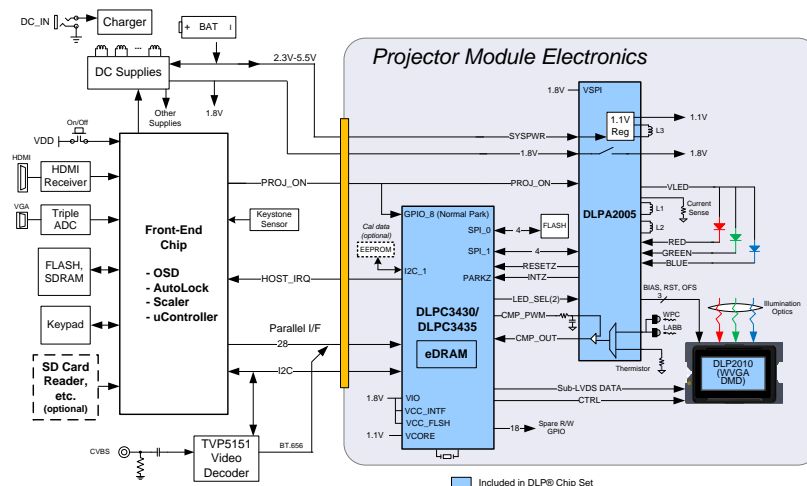 DC_IN
Charger
+ BAT
DC Supplies
2.3V-5.5V
Other
Supplies
1.8V
On/Off
VDD
HDMI
HDMI
Receiver
VGA
Triple
ADC
FLASH,
SDRAM
Keypad
SD Card
Reader,
etc.
(optional)
Front-End
Chip
- OSD
- AutoLock
- Scaler
- uController
PROJ_ON
Keystone
Sensor
HOST_IRQ
Parallel I/F
28
I2C
CVBS
TVP5151
Video
Decoder
BT.656
Projector Module Electronics
1.8V
VSPI
1.1V
Reg
1.1V
L3
SYSPWR
1.8V
1.8V
PROJ_ON
DLPA2005
VLED
Current
Sense
L1
L2
RED
GREEN
BLUE
GPIO_8 (Normal Park)
Cal data
(optional)
EEPROM
SPI_0
4
FLASH
SPI_1
4
I2C_1
RESETZ
PARKZ
INTZ
DLPC3430/
DLPC3435
eDRAM
LED_SEL(2)
CMP_PWM
CMP_OUT
BIAS, RST, OFS
3
WPC
LABB
Thermistor
Illumination
Optics
DLP2010
(WVGA
DMD)
Sub-LVDS DATA
CTRL
1.8V
VIO
VCC_INTF
VCC_FLSH
1.1V
VCORE
18
Spare R/W
GPIO
Included in DLP® Chip Set